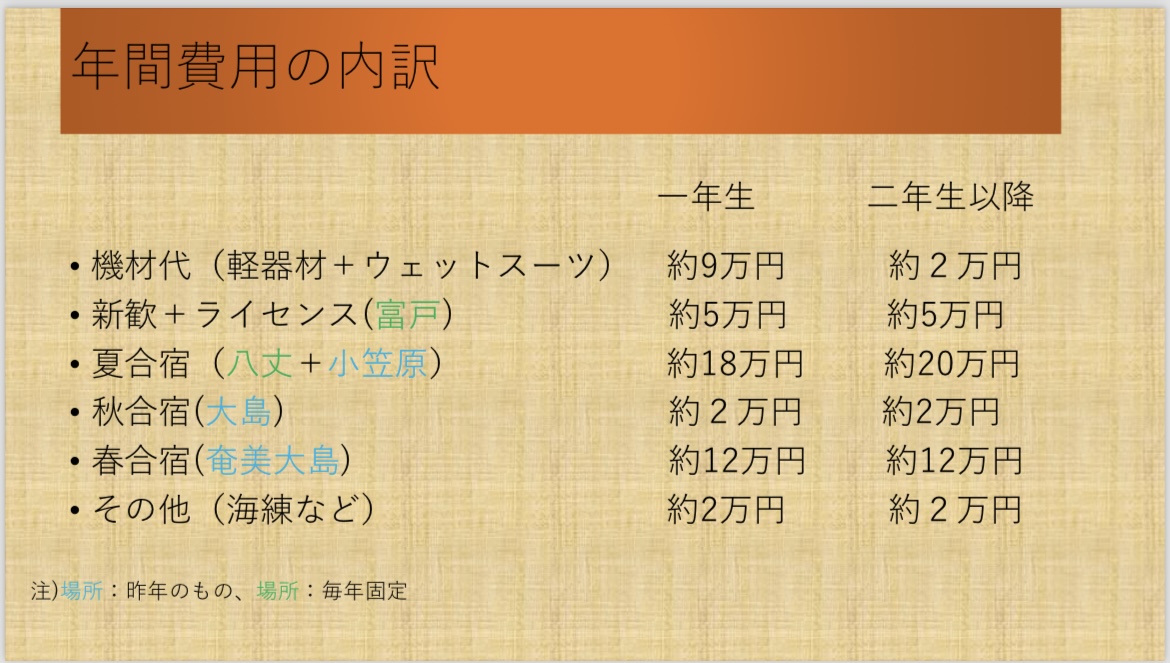 年間費用の内訳
一年生 二年生以降
• 機材代（軽器材＋ウェットスーツ） 約9万円 約２万円
• 新歓＋ライセンス(富戸) 約5万円 約5万円
• 夏合宿（八丈＋小笠原） 約18万円 約20万円
• 秋合宿(大島) 約２万円 約2万円
• 春合宿(奄美大島) 約12万円 約12万円
• その他（海練など） 約2万円 約２万円
注)場所：昨年のもの、場所：毎年固定